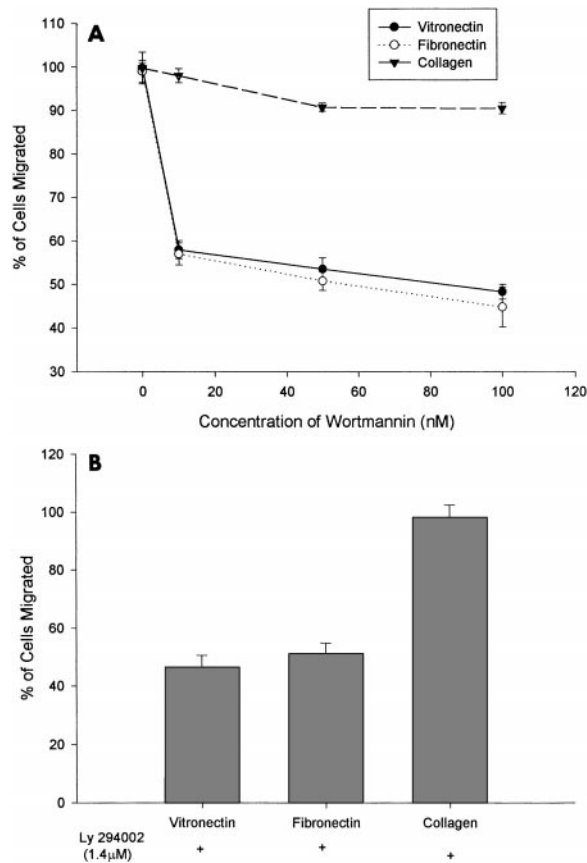 A
Vitronectin
Fibronectin
Collagen
110
100
90
80
70
60
50
40
30
% of Cells Migrated
0 20 40 60 80 100 120
Concentration of Wortmannin (nM)
B
120
100
80
60
40
20
0
% of Cells Migrated
Vitronectin Fibronectin Collagen
Ly 294002
(1.4μM) + + +